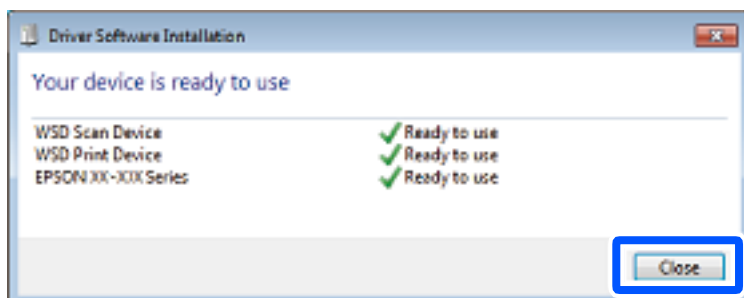 Driver Software Installation
Your device is ready to use
WSD Scan Device Ready to use
WSD Print Device Ready to use
EPSON XX-XXX Series Ready to use
Close